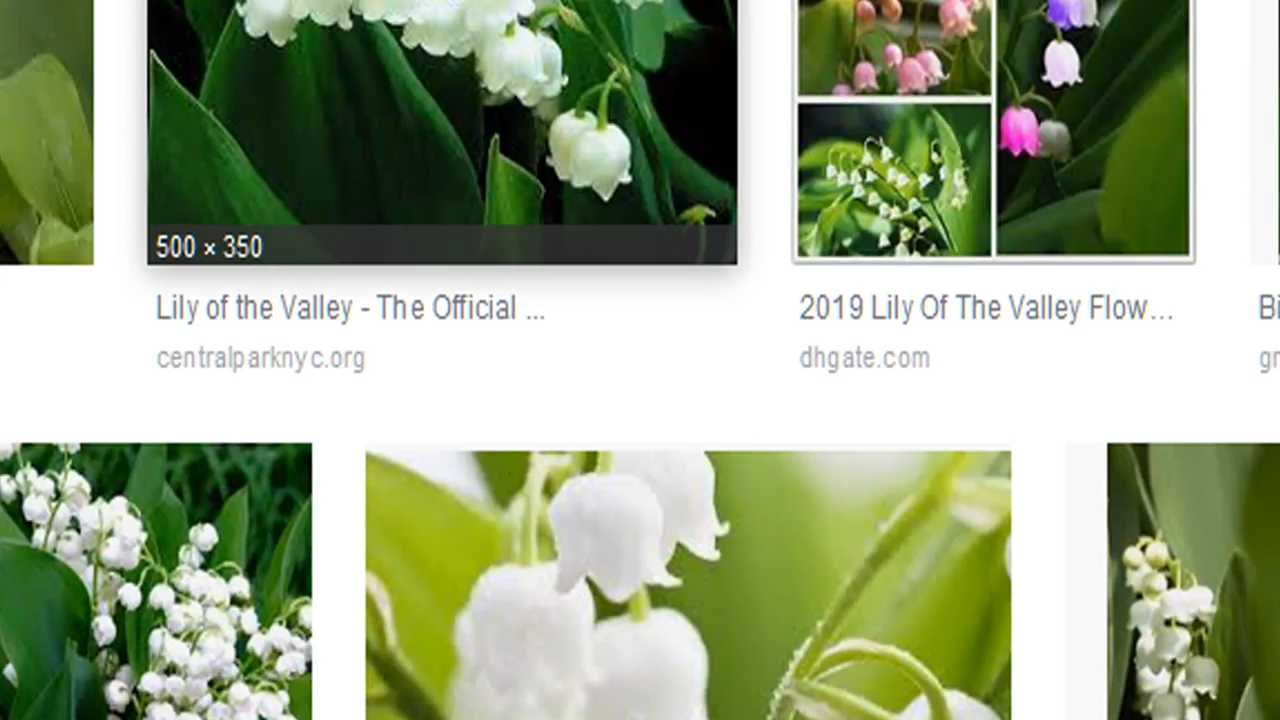 500 × 350
Lily of the Valley - The Official ...
centralparknyc.org
2019 Lily Of The Valley Flow...
dhgate.com